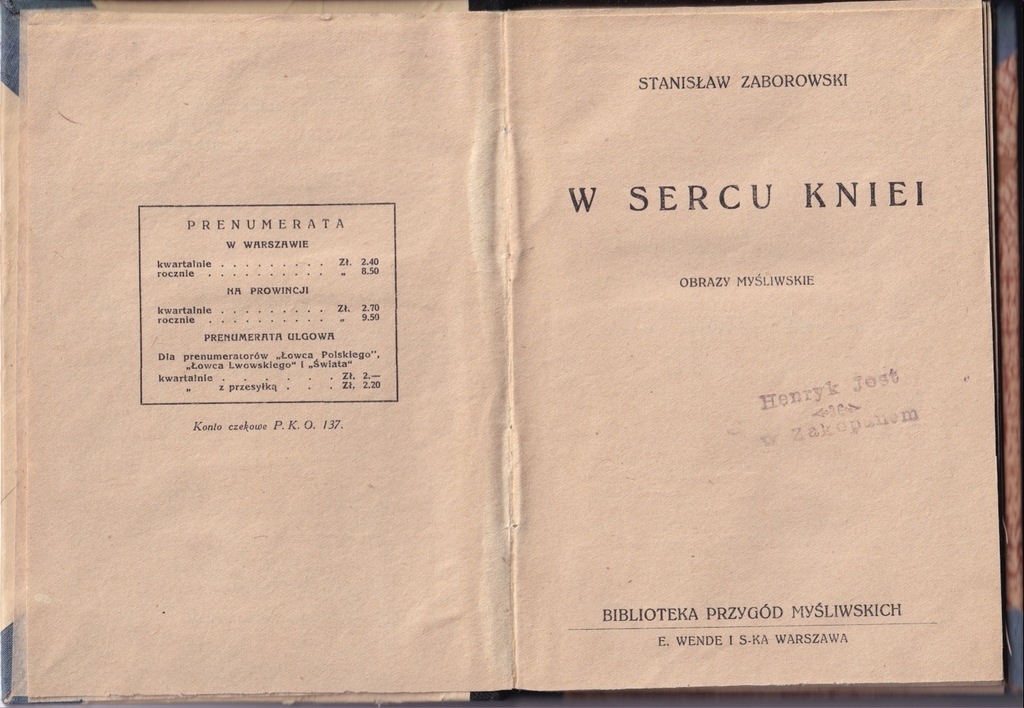 PRENUMERATA
W WARSZAWIE
kwartalnie . . . . . . . . . Zł. 2.40
rocznie . . . . . . . . . . „ 8.50
NA PROWINCJI
kwartalnie . . . . . . . . . Zł. 2.70
rocznie . . . . . . . . . . „ 9.50
PRENUMERATA ULGOWA
Dla prenumeratorów „Łowca Polskiego”,
„Łowca Lwowskiego” i „Świata”
kwartalnie . . . . . . Zł. 2.—
„ z przesyłką . . . Zł. 2.20
Konto czekowe P. K. O. 137.
STANISŁAW ZABOROWSKI
W SERCU KNIEI
OBRAZY MYŚLIWSKIE
Henryk Jost
w Zakopanem
BIBLIOTEKA PRZYGÓD MYŚLIWSKICH
E. WENDE I S-KA WARSZAWA